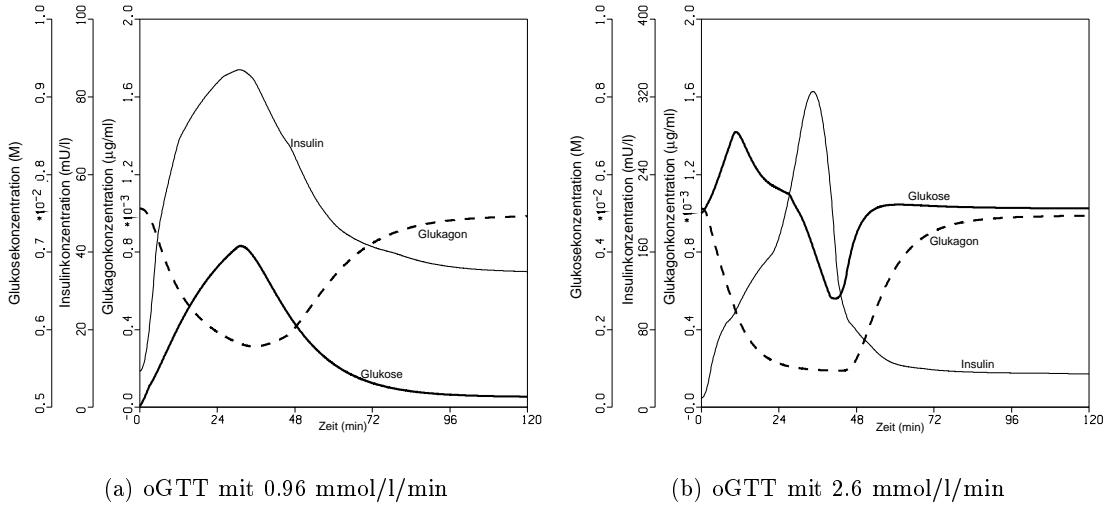 Glukosekonzentration (M)
*10⁻²
0.5 0.6 0.7 0.8 0.9 1.0
Insulinkonzentration (mU/l)
0 20 40 60 80 100
Glukagonkonzentration (µg/ml)
*10⁻³
-0.0 0.4 0.8 1.2 1.6 2.0
Insulin
Glukagon
Glukose
0 24 48 72 96 120
Zeit (min)
(a) oGTT mit 0.96 mmol/l/min
Glukosekonzentration (M)
*10⁻²
0.0 0.2 0.4 0.6 0.8 1.0
Insulinkonzentration (mU/l)
0 80 160 240 320 400
Glukagonkonzentration (µg/ml)
*10⁻³
-0.0 0.4 0.8 1.2 1.6 2.0
Glukose
Glukagon
Insulin
0 24 48 72 96 120
Zeit (min)
(b) oGTT mit 2.6 mmol/l/min